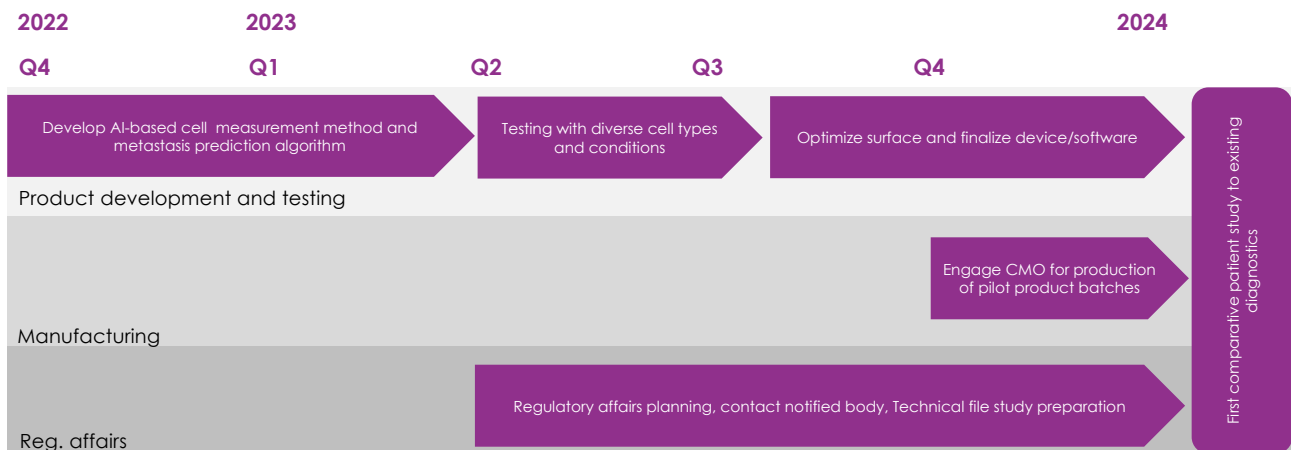 2022 2023 2024
Q4 Q1 Q2 Q3 Q4
Develop AI-based cell measurement method and
metastasis prediction algorithm
Testing with diverse cell types
and conditions
Optimize surface and finalize device/software
Product development and testing
Engage CMO for production
of pilot product batches
Manufacturing
Regulatory affairs planning, contact notified body, Technical file study preparation
Reg. affairs
First comparative patient study to existing
diagnostics